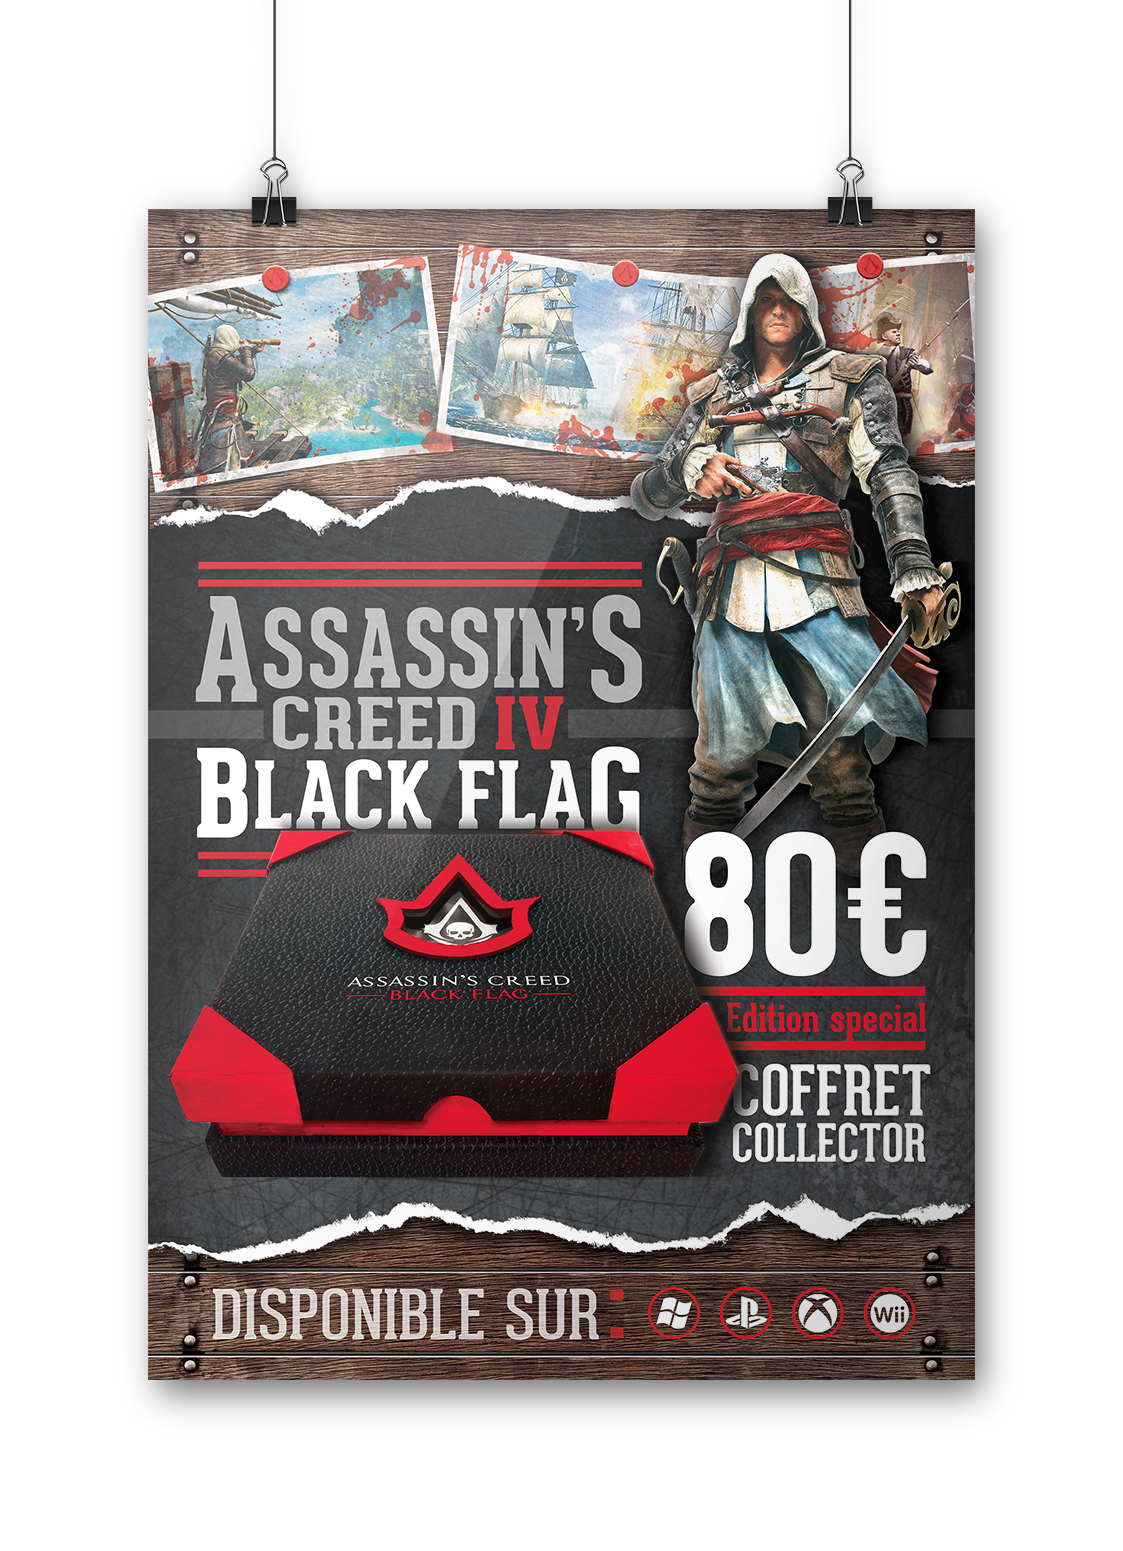 ASSASSIN'S
CREED IV
BLACK FLAG
ASSASSIN'S CREED
BLACK FLAG
80€
Edition special
COFFRET
COLLECTOR
DISPONIBLE SUR :
Wii